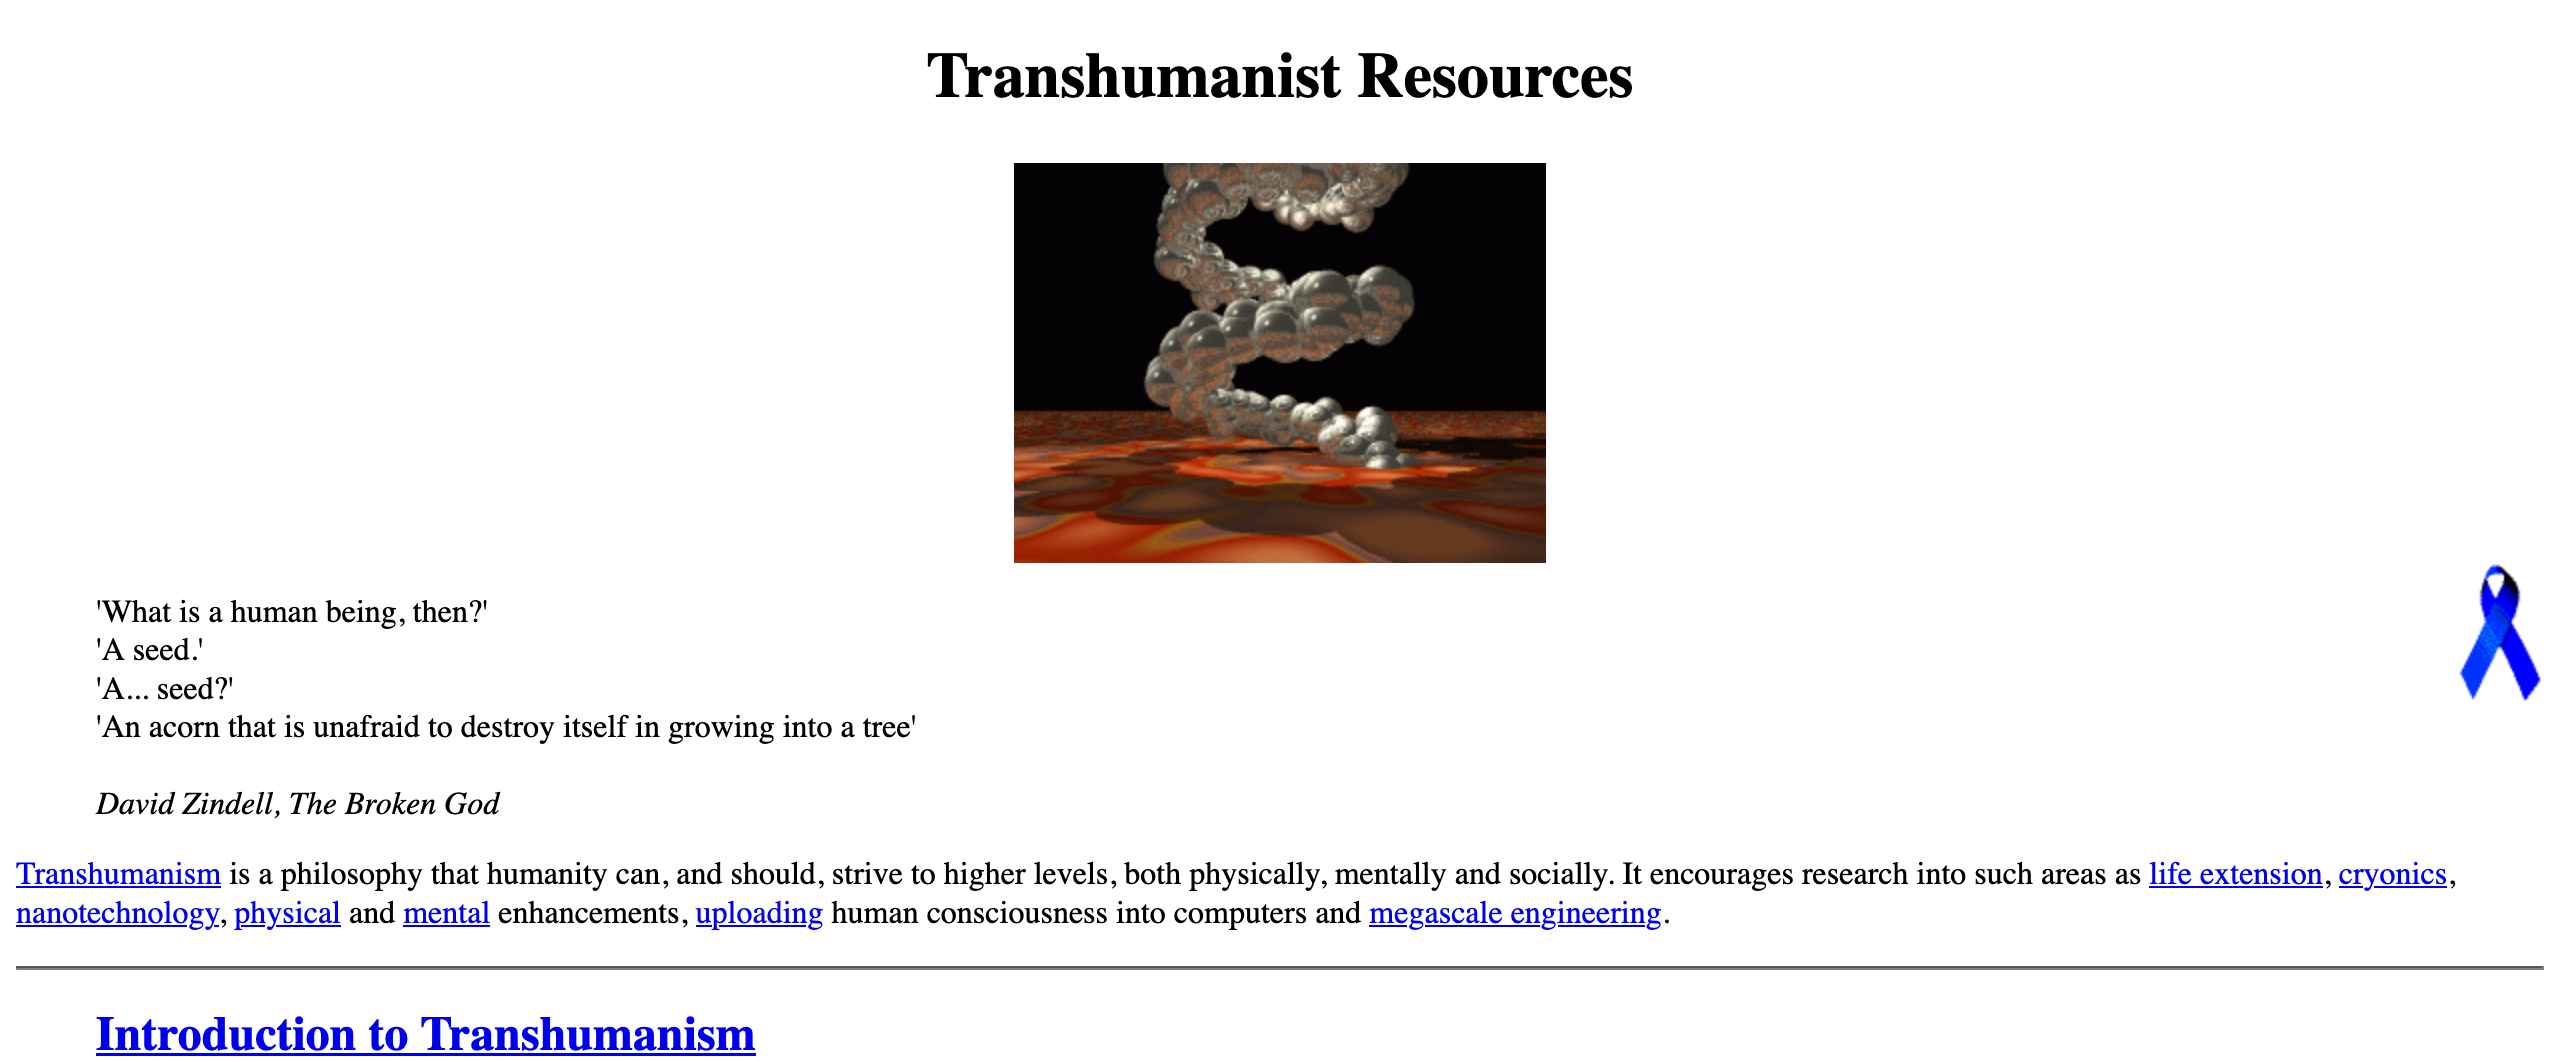 Transhumanist Resources
'What is a human being, then?'
'A seed.'
'A... seed?'
'An acorn that is unafraid to destroy itself in growing into a tree'
David Zindell, The Broken God
Transhumanism is a philosophy that humanity can, and should, strive to higher levels, both physically, mentally and socially. It encourages research into such areas as life extension, cryonics,
nanotechnology, physical and mental enhancements, uploading human consciousness into computers and megascale engineering.
Introduction to Transhumanism